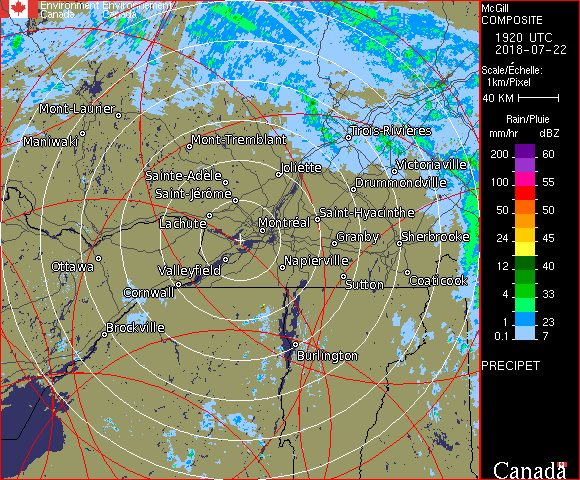 Environment Environnement
Canada Canada
McGill
COMPOSITE
1920 UTC
2018-07-22
Scale/Échelle:
1km/Pixel
40 KM
Rain/Pluie
mm/hr dBZ
200 60
100 55
50 50
24 45
12 40
4 33
1 23
0.1 7
PRECIPET
Canada
Mont-Laurier
Maniwaki
Mont-Tremblant
Trois-Rivières
Joliette
Victoriaville
Sainte-Adèle
Drummondville
Saint-Jérôme
Lachute
Saint-Hyacinthe
Montréal
Granby
Sherbrooke
Ottawa
Valleyfield
Napierville
Cornwall
Sutton
Coaticook
Brockville
Burlington